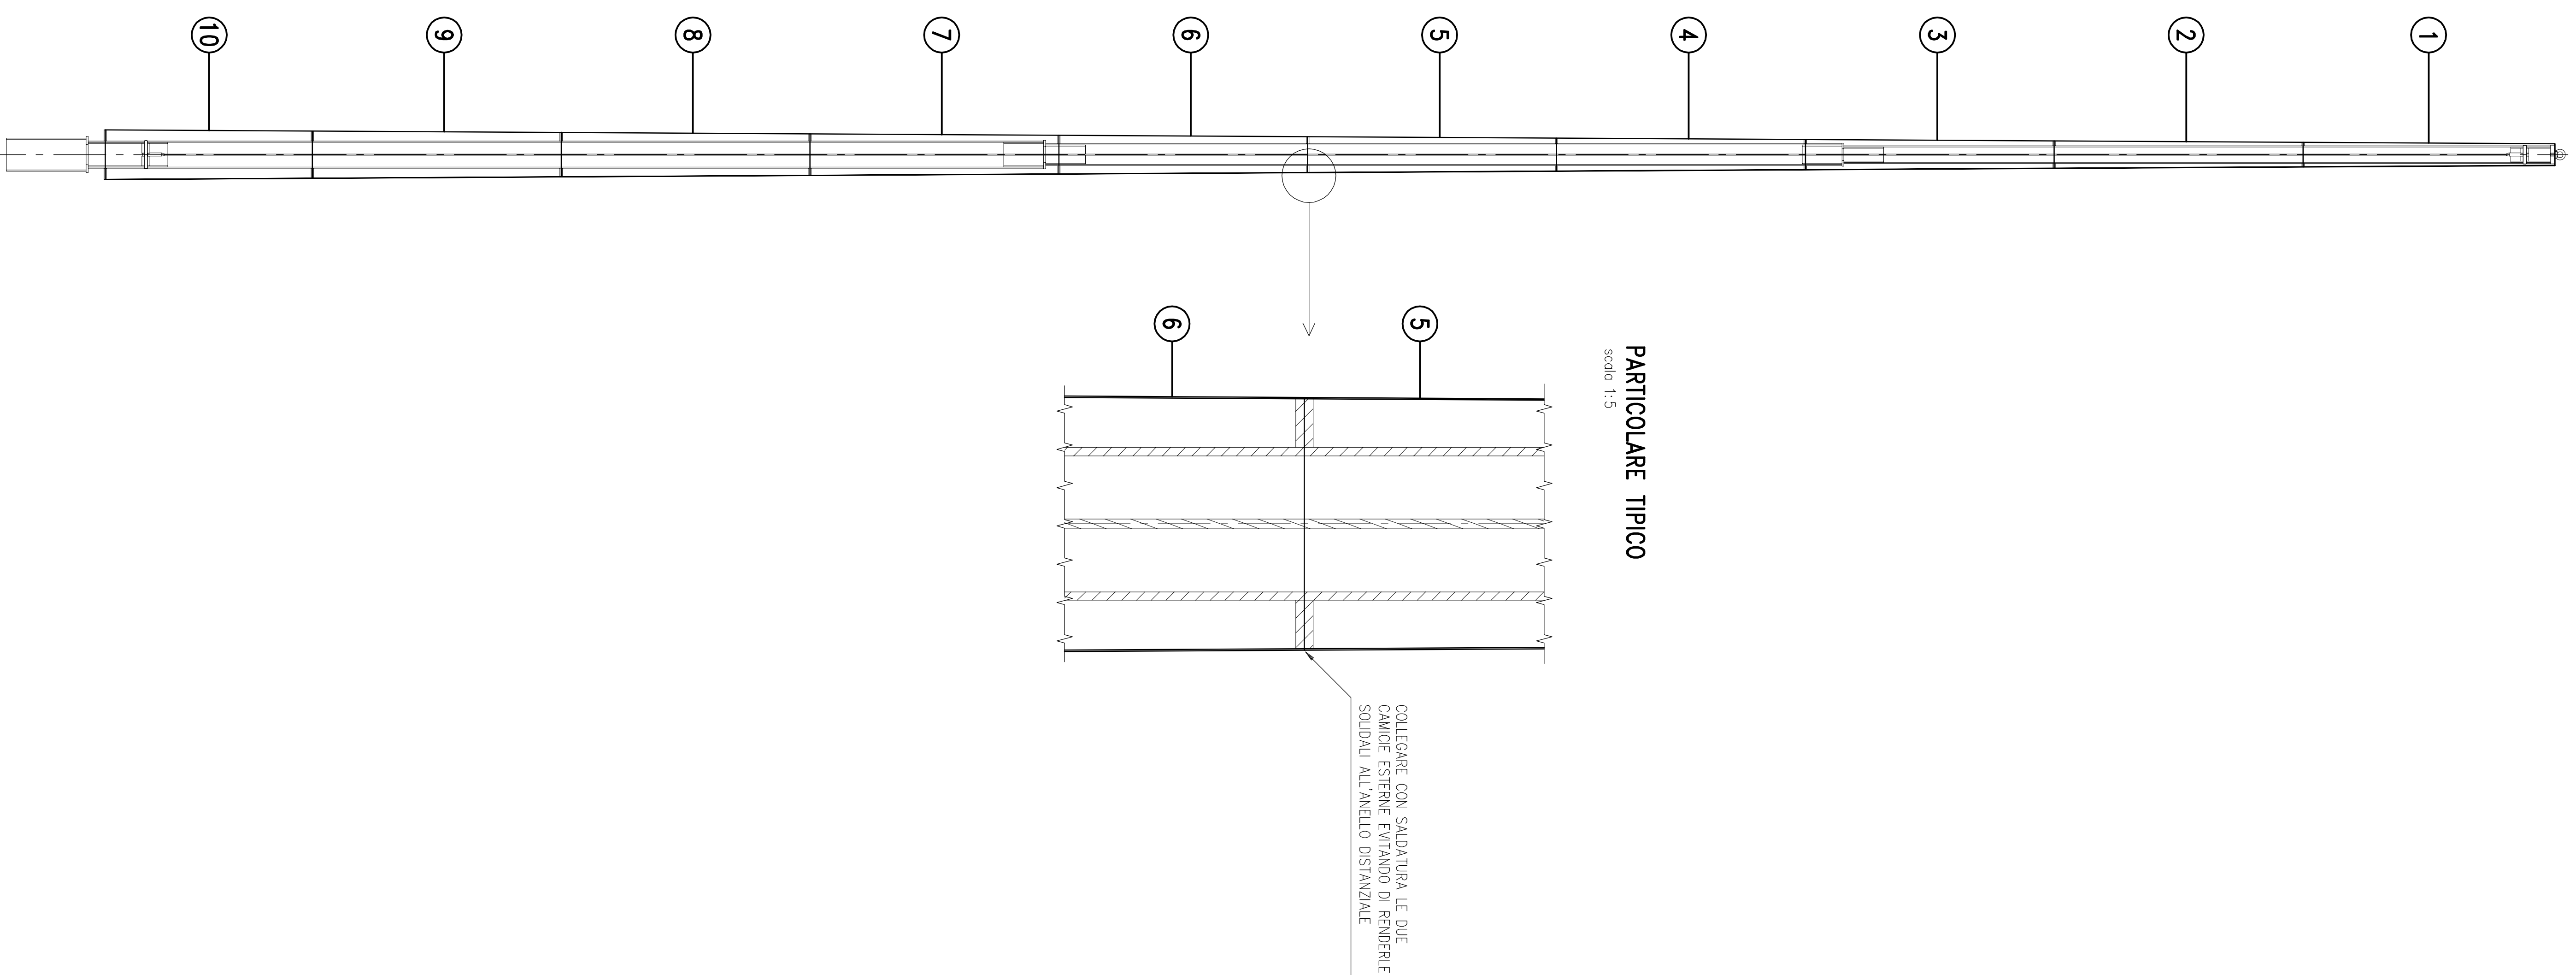 1
2
3
4
5
6
7
8
9
10
PARTICOLARE TIPICO
scala 1:5
5
6
COLLEGARE CON SALDATURA LE DUE
CAMICIE ESTERNE EVITANDO DI RENDERLE
SOLIDALI ALL'ANELLO DISTANZIALE